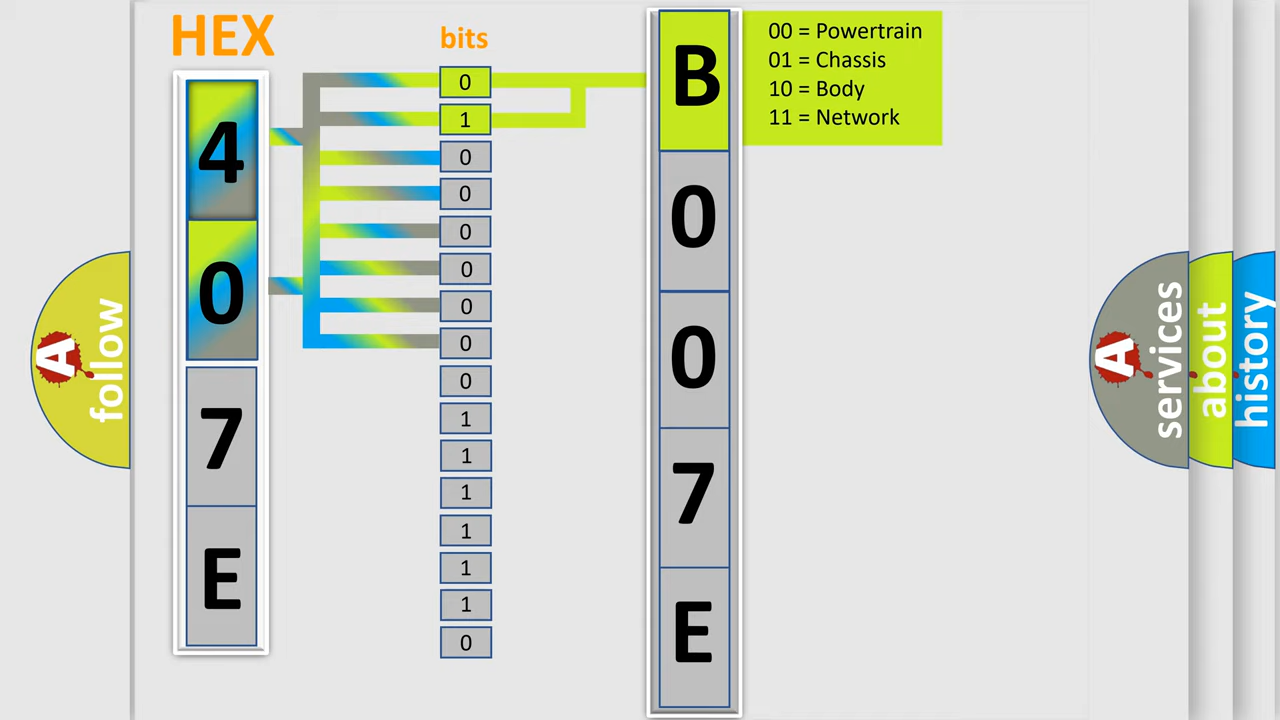 HEX
bits
4
0
7
E
0
1
0
0
0
0
0
0
0
1
1
1
1
1
1
0
B
0
0
7
E
00 = Powertrain
01 = Chassis
10 = Body
11 = Network
A
follow
A
services
about
history